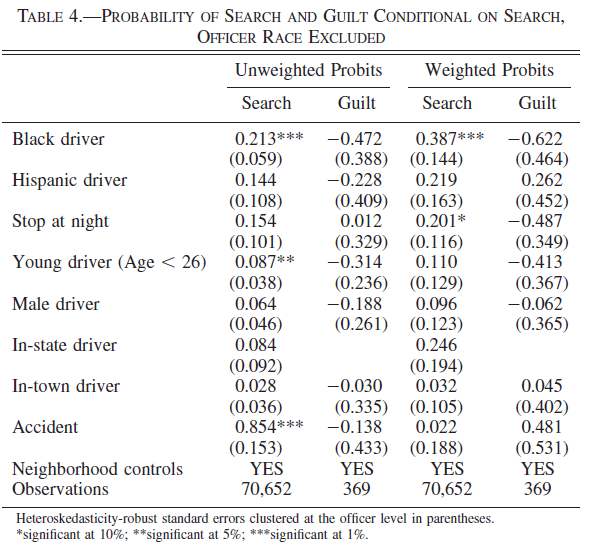 TABLE 4.—PROBABILITY OF SEARCH AND GUILT CONDITIONAL ON SEARCH,
OFFICER RACE EXCLUDED
Unweighted Probits Weighted Probits
Search Guilt Search Guilt
Black driver 0.213*** −0.472 0.387*** −0.622
(0.059) (0.388) (0.144) (0.464)
Hispanic driver 0.144 −0.228 0.219 0.262
(0.108) (0.409) (0.163) (0.452)
Stop at night 0.154 0.012 0.201* −0.487
(0.101) (0.329) (0.116) (0.349)
Young driver (Age < 26) 0.087** −0.314 0.110 −0.413
(0.038) (0.236) (0.129) (0.367)
Male driver 0.064 −0.188 0.096 −0.062
(0.046) (0.261) (0.123) (0.365)
In-state driver 0.084 0.246
(0.092) (0.194)
In-town driver 0.028 −0.030 0.032 0.045
(0.036) (0.335) (0.105) (0.402)
Accident 0.854*** −0.138 0.022 0.481
(0.153) (0.433) (0.188) (0.531)
Neighborhood controls YES YES YES YES
Observations 70,652 369 70,652 369
Heteroskedasticity-robust standard errors clustered at the officer level in parentheses.
*significant at 10%; **significant at 5%; ***significant at 1%.